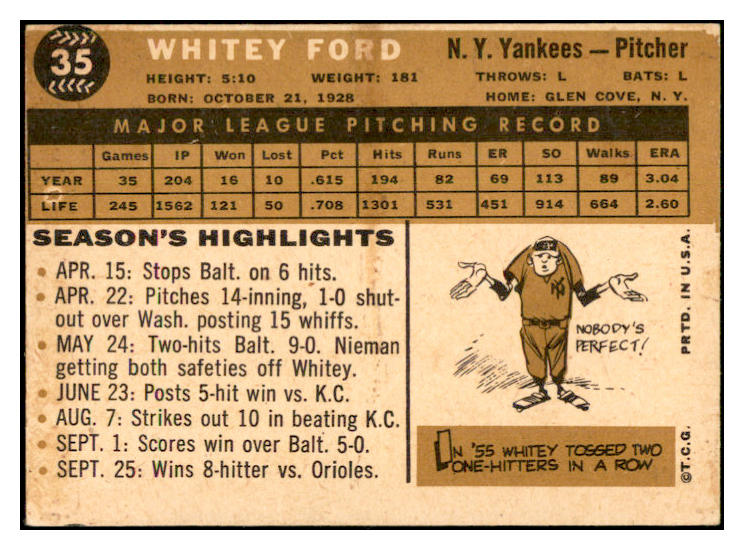 35
WHITEY FORD
N. Y. Yankees — Pitcher
HEIGHT: 5:10 WEIGHT: 181 THROWS: L BATS: L
BORN: OCTOBER 21, 1928 HOME: GLEN COVE, N. Y.
MAJOR LEAGUE PITCHING RECORD
Games IP Won Lost Pct Hits Runs ER SO Walks ERA
YEAR 35 204 16 10 .615 194 82 69 113 89 3.04
LIFE 245 1562 121 50 .708 1301 531 451 914 664 2.60
SEASON'S HIGHLIGHTS
• APR. 15: Stops Balt. on 6 hits.
• APR. 22: Pitches 14-inning, 1-0 shut-
out over Wash. posting 15 whiffs.
• MAY 24: Two-hits Balt. 9-0. Nieman
getting both safeties off Whitey.
• JUNE 23: Posts 5-hit win vs. K.C.
• AUG. 7: Strikes out 10 in beating K.C.
• SEPT. 1: Scores win over Balt. 5-0.
• SEPT. 25: Wins 8-hitter vs. Orioles.
NY
NOBODY'S
PERFECT!
IN '55 WHITEY TOSSED TWO
ONE-HITTERS IN A ROW
PRTD. IN U.S.A.
©T.C.G.